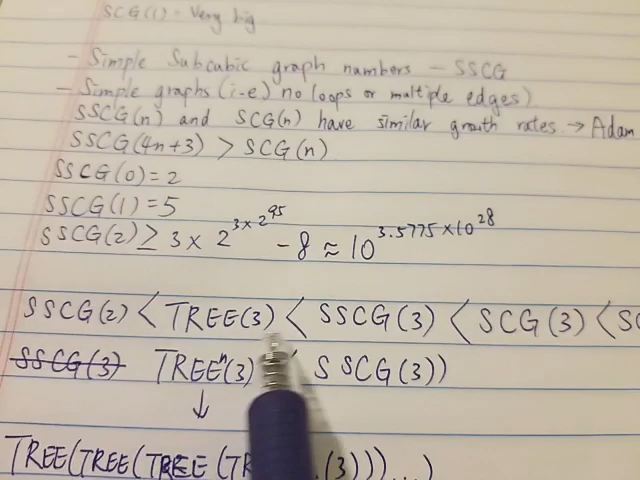 SCG(1) = Very big
- Simple Subcubic graph numbers - SSCG
- Simple graphs (i-e) no loops or multiple edges)
SSCG(n) and SCG(n) have similar growth rates. → Adam
SSCG(4n+3) > SCG(n)
SSCG(0) = 2
SSCG(1) = 5
SSCG(2) ≥ 3 × 2^(3×2^95) - 8 ≈ 10^(3.5775×10^28)
SSCG(2) < TREE(3) < SSCG(3) < SCG(3) < SC
SSCG(3) TREE^n(3) SSCG(3))
↓
TREE(TREE(TREE(TR (3)))...)